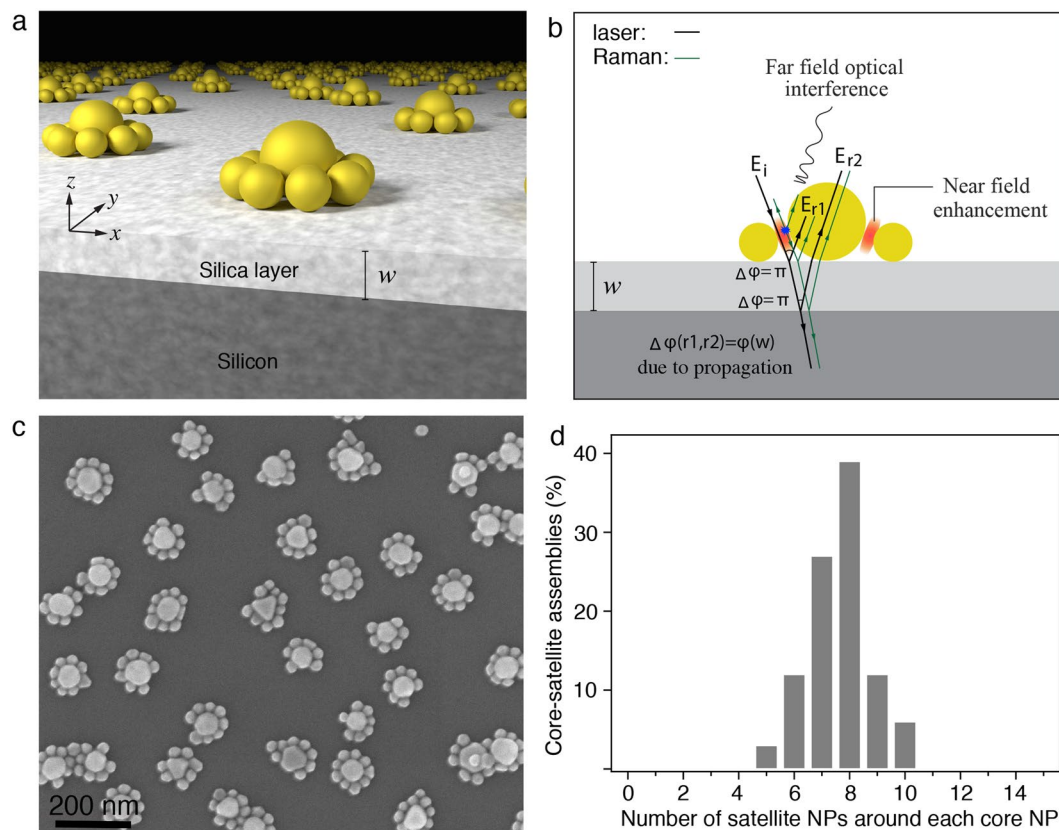 a
z
y
x
Silica layer
w
Silicon
b
laser:
Raman:
Far field optical
interference
E_i
E_r1
E_r2
Near field
enhancement
w
Δφ=π
Δφ=π
Δφ(r1,r2)=φ(w)
due to propagation
c
200 nm
d
Core-satellite assemblies (%)
40
30
20
10
0 2 4 6 8 10 12 14
Number of satellite NPs around each core NP